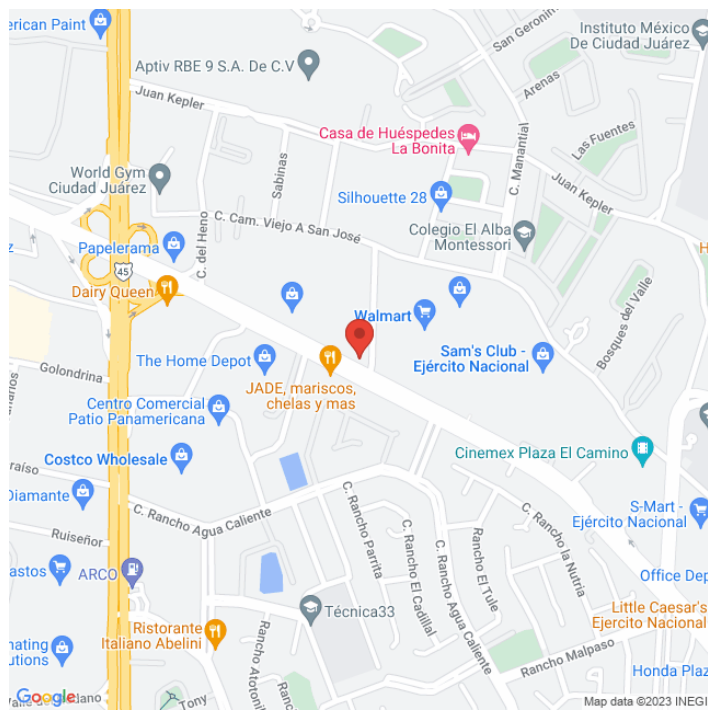 American Paint
Instituto México
De Ciudad Juárez
San Geronimo
Aptiv RBE 9 S.A. De C.V
Arenas
Juan Kepler
Casa de Huéspedes
La Bonita
Las Fuentes
C. Manantial
World Gym
Ciudad Juárez
Sabinas
Juan Kepler
Silhouette 28
C. Cam. Viejo A San José
Colegio El Alba
Montessori
Papelerama
C. del Heno
45
Dairy Queen
Walmart
Bosques del Valle
The Home Depot
Sam's Club -
Ejército Nacional
Golondrina
JADE, mariscos,
chelas y mas
Centro Comercial
Patio Panamericana
Costco Wholesale
Cinemex Plaza El Camino
raíso
Diamante
C. Rancho Agua Caliente
S-Mart -
Ejército Nacional
Ruiseñor
C. Rancho Parrita
C. Rancho El Cadillal
C. Rancho Agua Caliente
Rancho El Tule
C. Rancho la Nutria
astos
ARCO
Office Dep
Técnica33
Little Caesar's
Ejército Nacional
Ristorante
Italiano Abelini
Rancho Atotonil
Rancho Malpaso
nating
utions
Honda Plaz
Tony
Google
Map data ©2023 INEGI